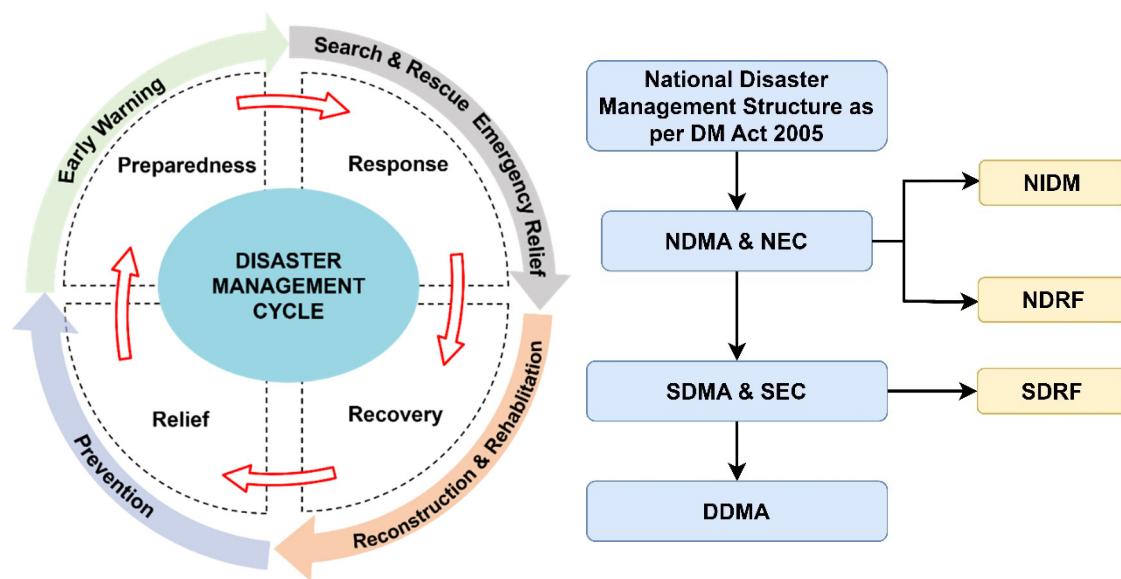 Early Warning
Search & Rescue Emergency Relief
Preparedness
Response
DISASTER
MANAGEMENT
CYCLE
Relief
Recovery
Prevention
Reconstruction & Rehablitation
National Disaster
Management Structure as
per DM Act 2005
NIDM
NDMA & NEC
NDRF
SDMA & SEC
SDRF
DDMA